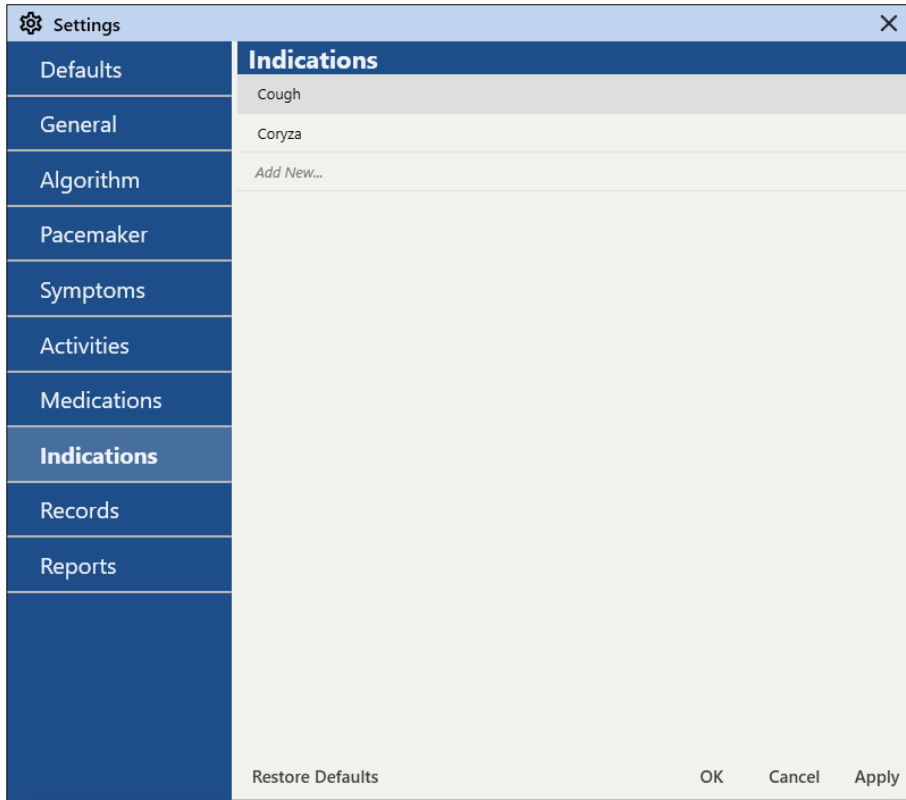 Settings
Defaults
General
Algorithm
Pacemaker
Symptoms
Activities
Medications
Indications
Records
Reports
Indications
Cough
Coryza
Add New...
Restore Defaults
OK
Cancel
Apply